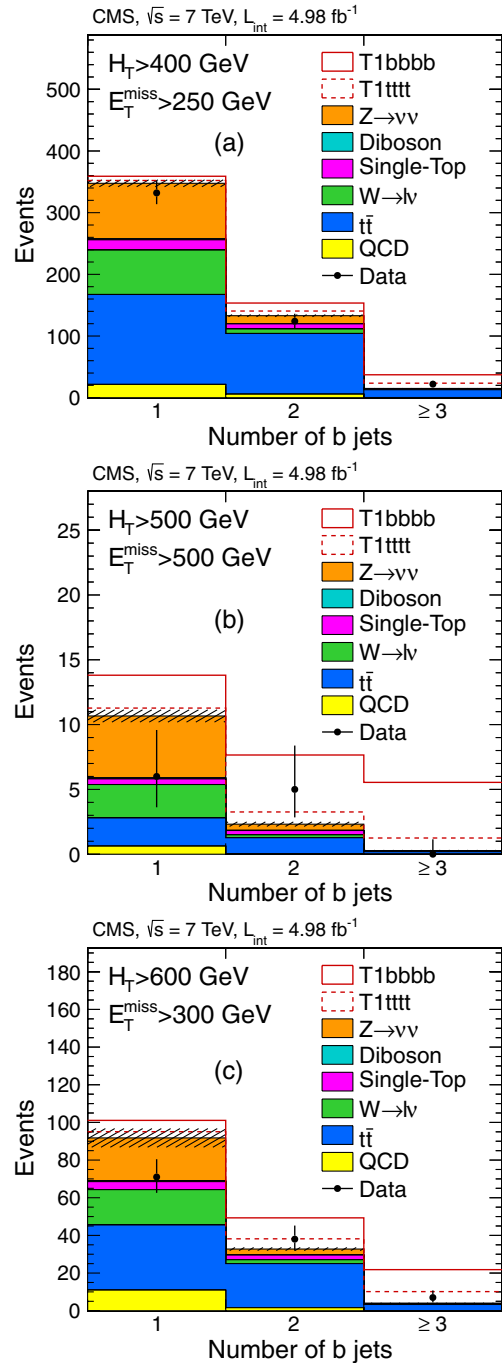 CMS, √s = 7 TeV, L_int = 4.98 fb⁻¹
H_T>400 GeV
E_T^miss>250 GeV
(a)
T1bbbb
T1tttt
Z→νν
Diboson
Single-Top
W→lν
tt̄
QCD
Data
Events
500
400
300
200
100
0
1
2
≥ 3
Number of b jets
CMS, √s = 7 TeV, L_int = 4.98 fb⁻¹
H_T>500 GeV
E_T^miss>500 GeV
(b)
T1bbbb
T1tttt
Z→νν
Diboson
Single-Top
W→lν
tt̄
QCD
Data
Events
25
20
15
10
5
0
1
2
≥ 3
Number of b jets
CMS, √s = 7 TeV, L_int = 4.98 fb⁻¹
H_T>600 GeV
E_T^miss>300 GeV
(c)
T1bbbb
T1tttt
Z→νν
Diboson
Single-Top
W→lν
tt̄
QCD
Data
Events
180
160
140
120
100
80
60
40
20
0
1
2
≥ 3
Number of b jets